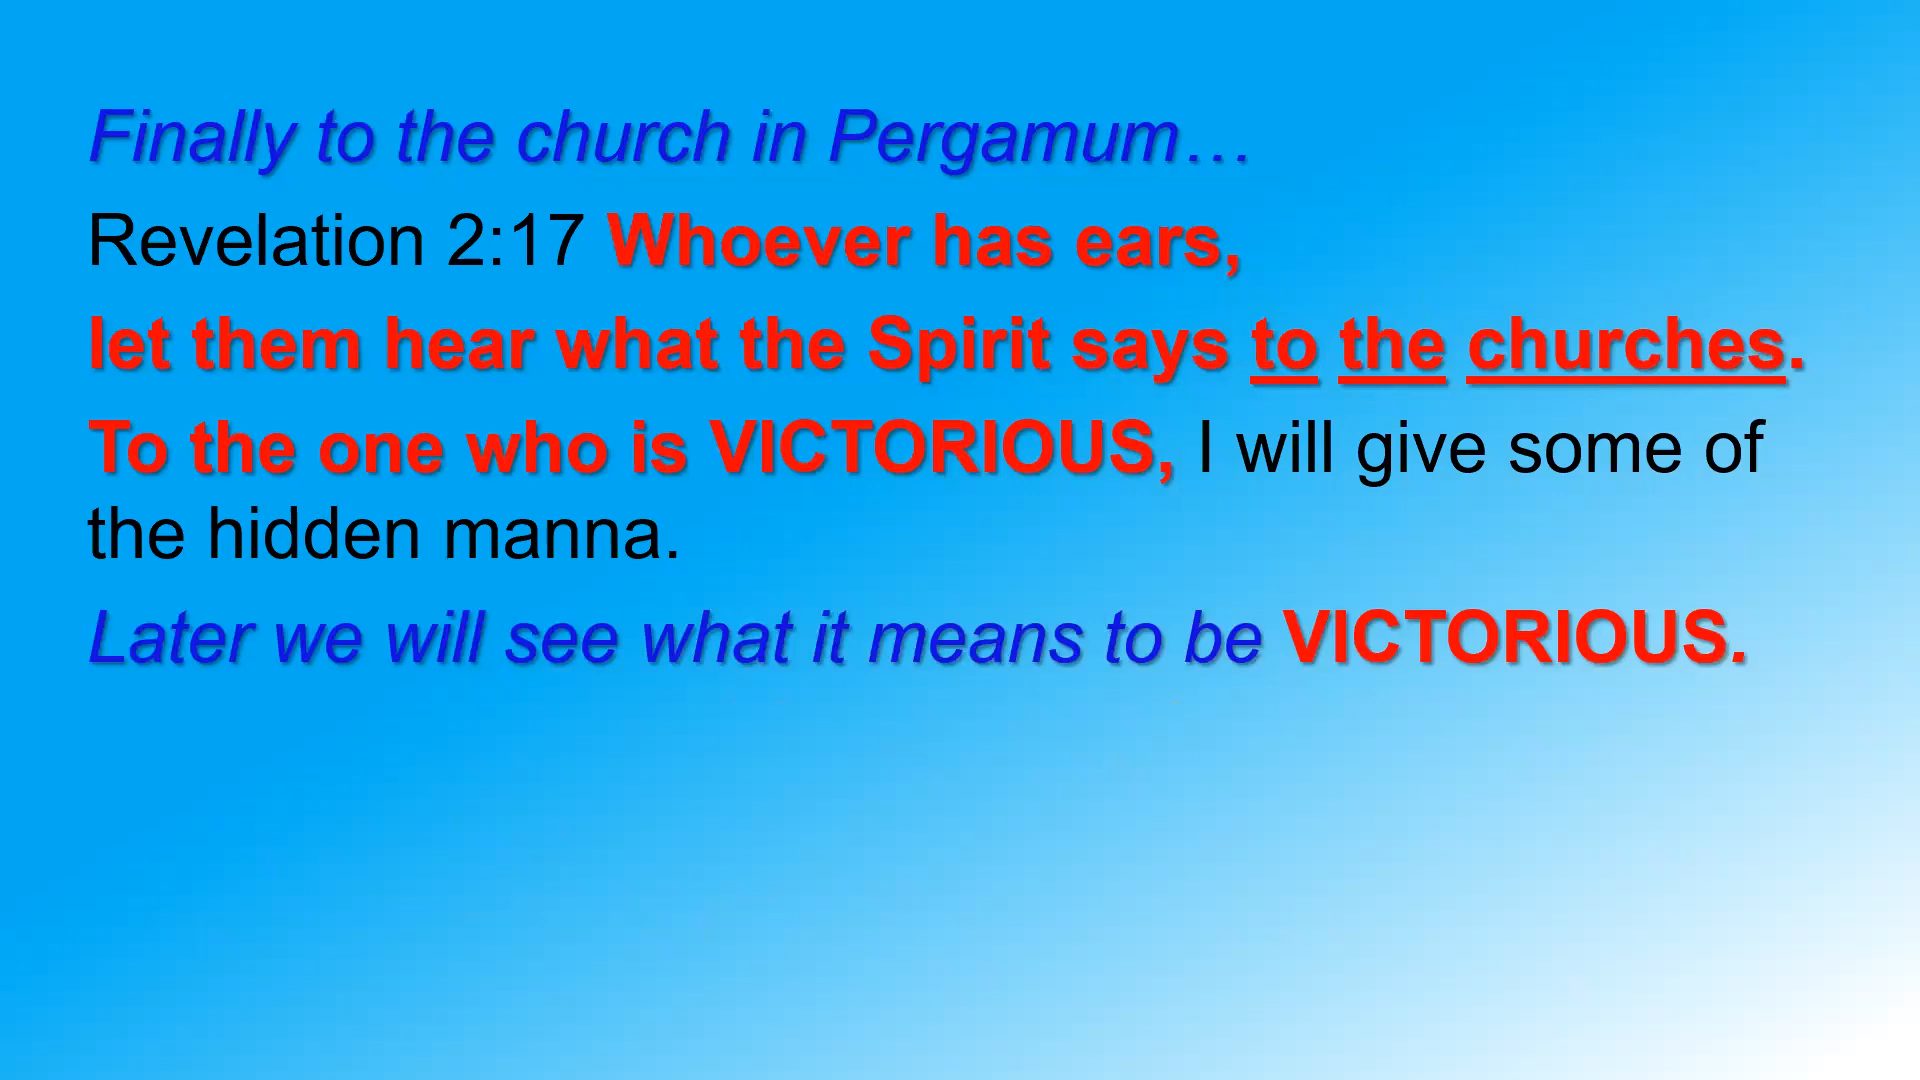 Finally to the church in Pergamum…
Revelation 2:17 Whoever has ears,
let them hear what the Spirit says to the churches.
To the one who is VICTORIOUS, I will give some of
the hidden manna.
Later we will see what it means to be VICTORIOUS.